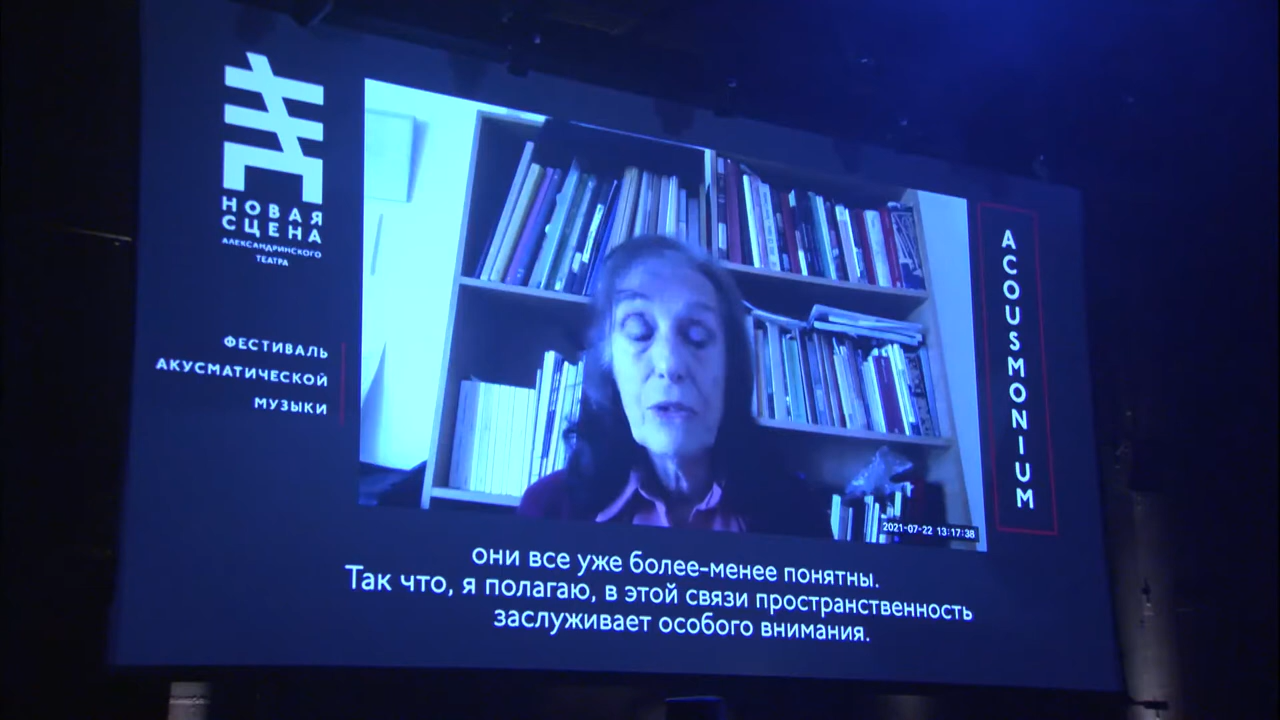 НОВАЯ
СЦЕНА
АЛЕКСАНДРИНСКОГО
ТЕАТРА
ФЕСТИВАЛЬ
АКУСМАТИЧЕСКОЙ
МУЗЫКИ
ACOUSMONIUM
2021-07-22 13:17:38
они все уже более-менее понятны.
Так что, я полагаю, в этой связи пространственность
заслуживает особого внимания.